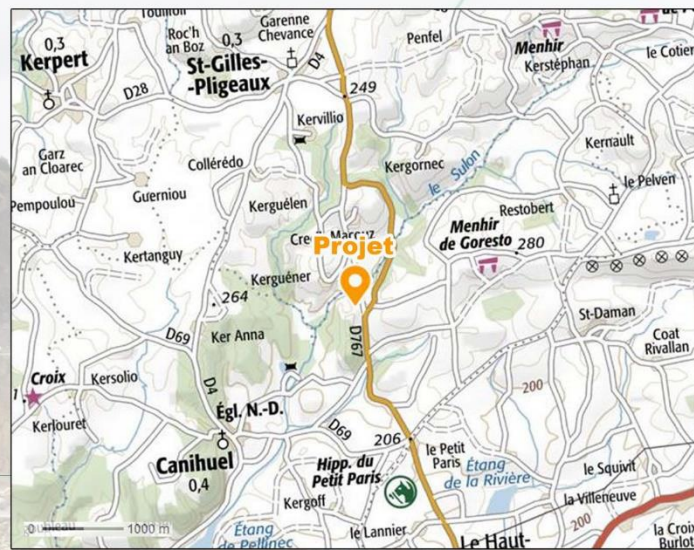 Roc'h
an Boz
0,3
Garenne
Chevance
Penfel
Menhir
Kerstéphan
le Cotier
0,3
Kerpert
St-Gilles-
-Pligeaux
D4
D28
249
Kervillio
Kernault
Garz
an Cloarec
Collérédo
Kergornec
le Sulon
le Pelven
Guerniou
Pempoulou
Kerguélen
Restobert
Menhir
de Goresto
280
Projet
Kertanguy
Kerguéner
264
St-Daman
D69
Ker Anna
D767
Coat
Rivallan
Croix
Kersolio
D4
200
Égl. N.-D.
Kerlouret
D69
206
le Petit
Paris
Canihuel
0,4
Hipp. du
Petit Paris
Étang
de la Rivière
le Squivit
Kergoff
la Villeneuve
200
0
1000 m
Étang
de Pellinec
le Lannier
Le Haut-
la Croix
Burlot